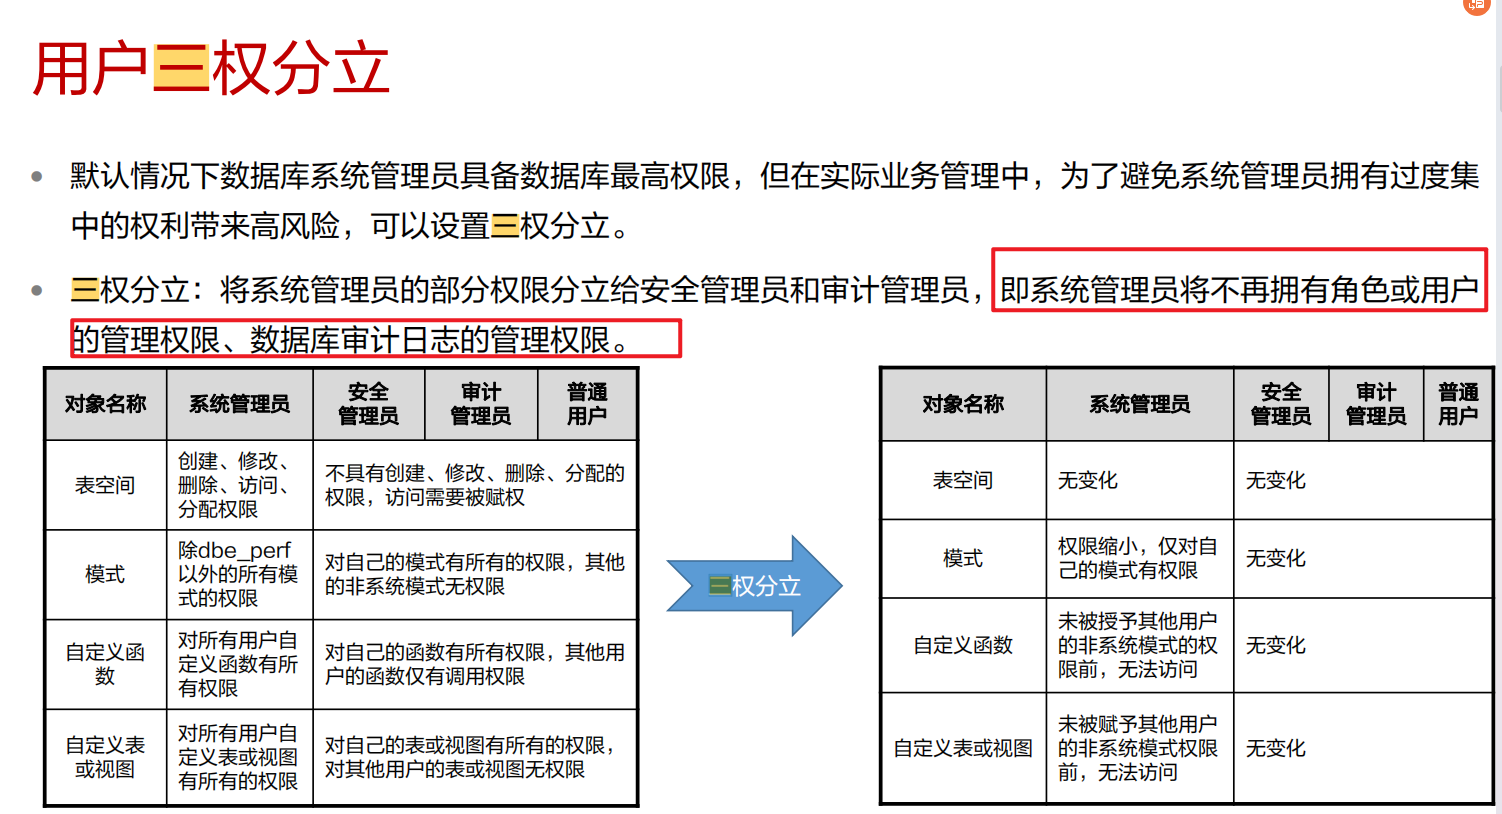 用户三权分立
默认情况下数据库系统管理员具备数据库最高权限，但在实际业务管理中，为了避免系统管理员拥有过度集
中的权利带来高风险，可以设置三权分立。
三权分立：将系统管理员的部分权限分立给安全管理员和审计管理员，即系统管理员将不再拥有角色或用户
的管理权限、数据库审计日志的管理权限。
对象名称
系统管理员
安全
管理员
审计
管理员
普通
用户
表空间
创建、修改、
删除、访问、
分配权限
不具有创建、修改、删除、分配的
权限，访问需要被赋权
模式
除dbe_perf
以外的所有模
式的权限
对自己的模式有所有的权限，其他
的非系统模式无权限
自定义函
数
对所有用户自
定义函数有所
有权限
对自己的函数有所有权限，其他用
户的函数仅有调用权限
自定义表
或视图
对所有用户自
定义表或视图
有所有的权限
对自己的表或视图有所有的权限，
对其他用户的表或视图无权限
三权分立
对象名称
系统管理员
安全
管理员
审计
管理员
普通
用户
表空间
无变化
无变化
模式
权限缩小，仅对自
己的模式有权限
无变化
自定义函数
未被授予其他用户
的非系统模式的权
限前，无法访问
无变化
自定义表或视图
未被赋予其他用户
的非系统模式权限
前，无法访问
无变化